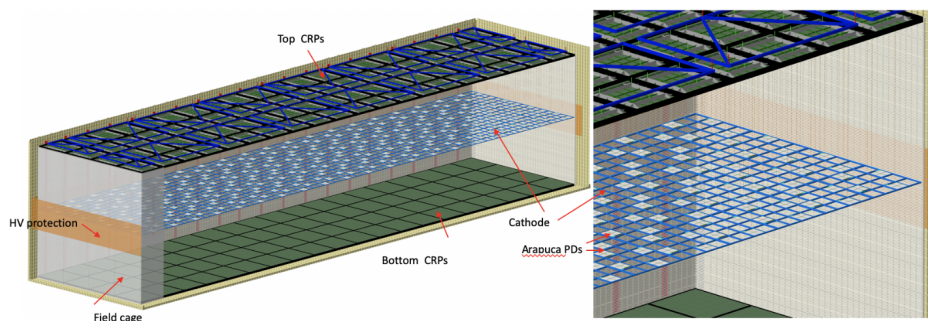 Top CRPs
HV protection
Cathode
Arapuca PDs
Bottom CRPs
Field cage